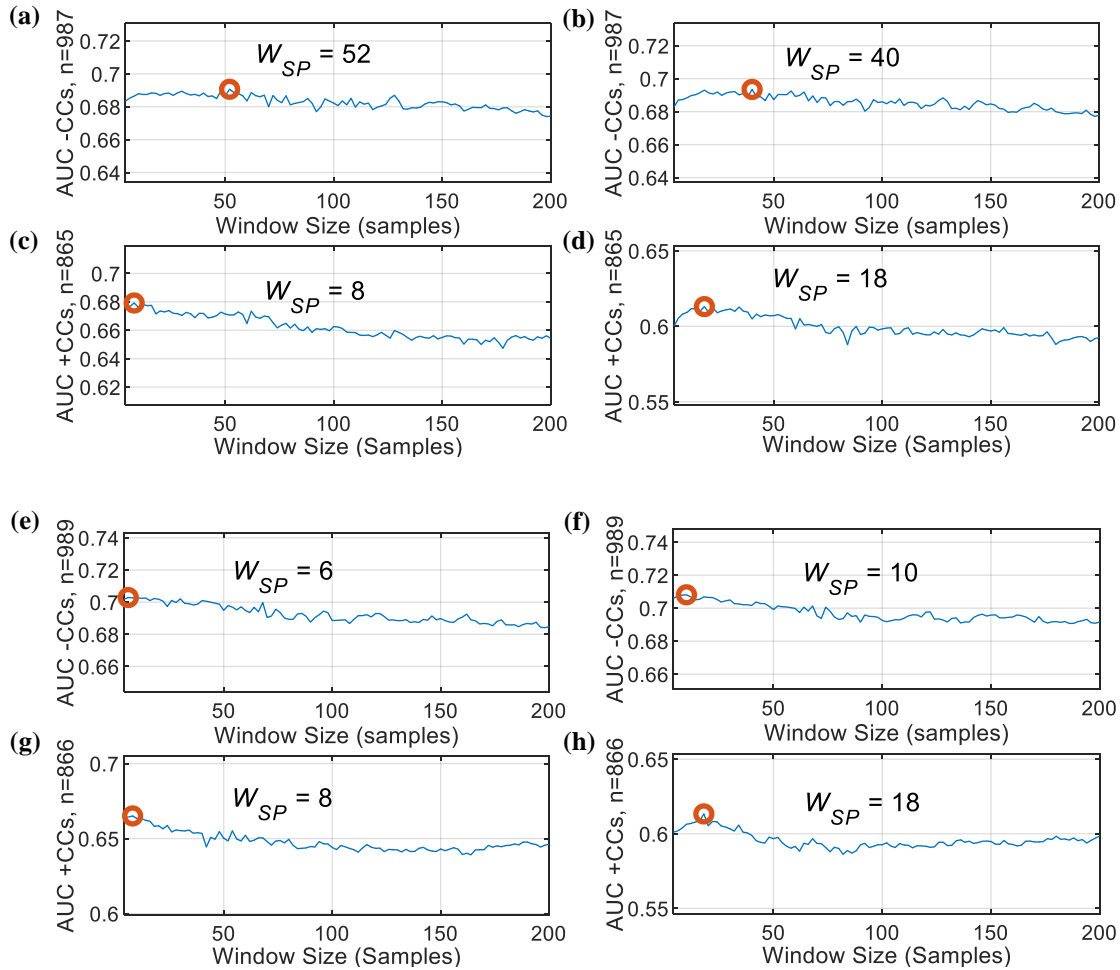 (a)
AUC -CCs, n=987
0.72
0.7
0.68
0.66
0.64
W_SP = 52
50
100
150
200
Window Size (samples)
(b)
AUC -CCs, n=987
0.72
0.7
0.68
0.66
0.64
W_SP = 40
50
100
150
200
Window Size (samples)
(c)
AUC +CCs, n=865
0.7
0.68
0.66
0.64
0.62
W_SP = 8
50
100
150
200
Window Size (Samples)
(d)
AUC +CCs, n=865
0.65
0.6
0.55
W_SP = 18
50
100
150
200
Window Size (Samples)
(e)
AUC -CCs, n=989
0.74
0.72
0.7
0.68
0.66
W_SP = 6
50
100
150
200
Window Size (samples)
(f)
AUC -CCs, n=989
0.74
0.72
0.7
0.68
0.66
W_SP = 10
50
100
150
200
Window Size (samples)
(g)
AUC +CCs, n=866
0.7
0.65
0.6
W_SP = 8
50
100
150
200
Window Size (Samples)
(h)
AUC +CCs, n=866
0.65
0.6
0.55
W_SP = 18
50
100
150
200
Window Size (Samples)